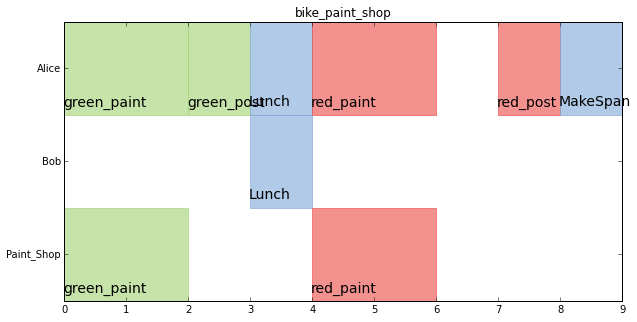 bike_paint_shop
Alice
green_paint
green_post
Lunch
red_paint
red_post
MakeSpan
Bob
Lunch
Paint_Shop
green_paint
red_paint
0 1 2 3 4 5 6 7 8 9